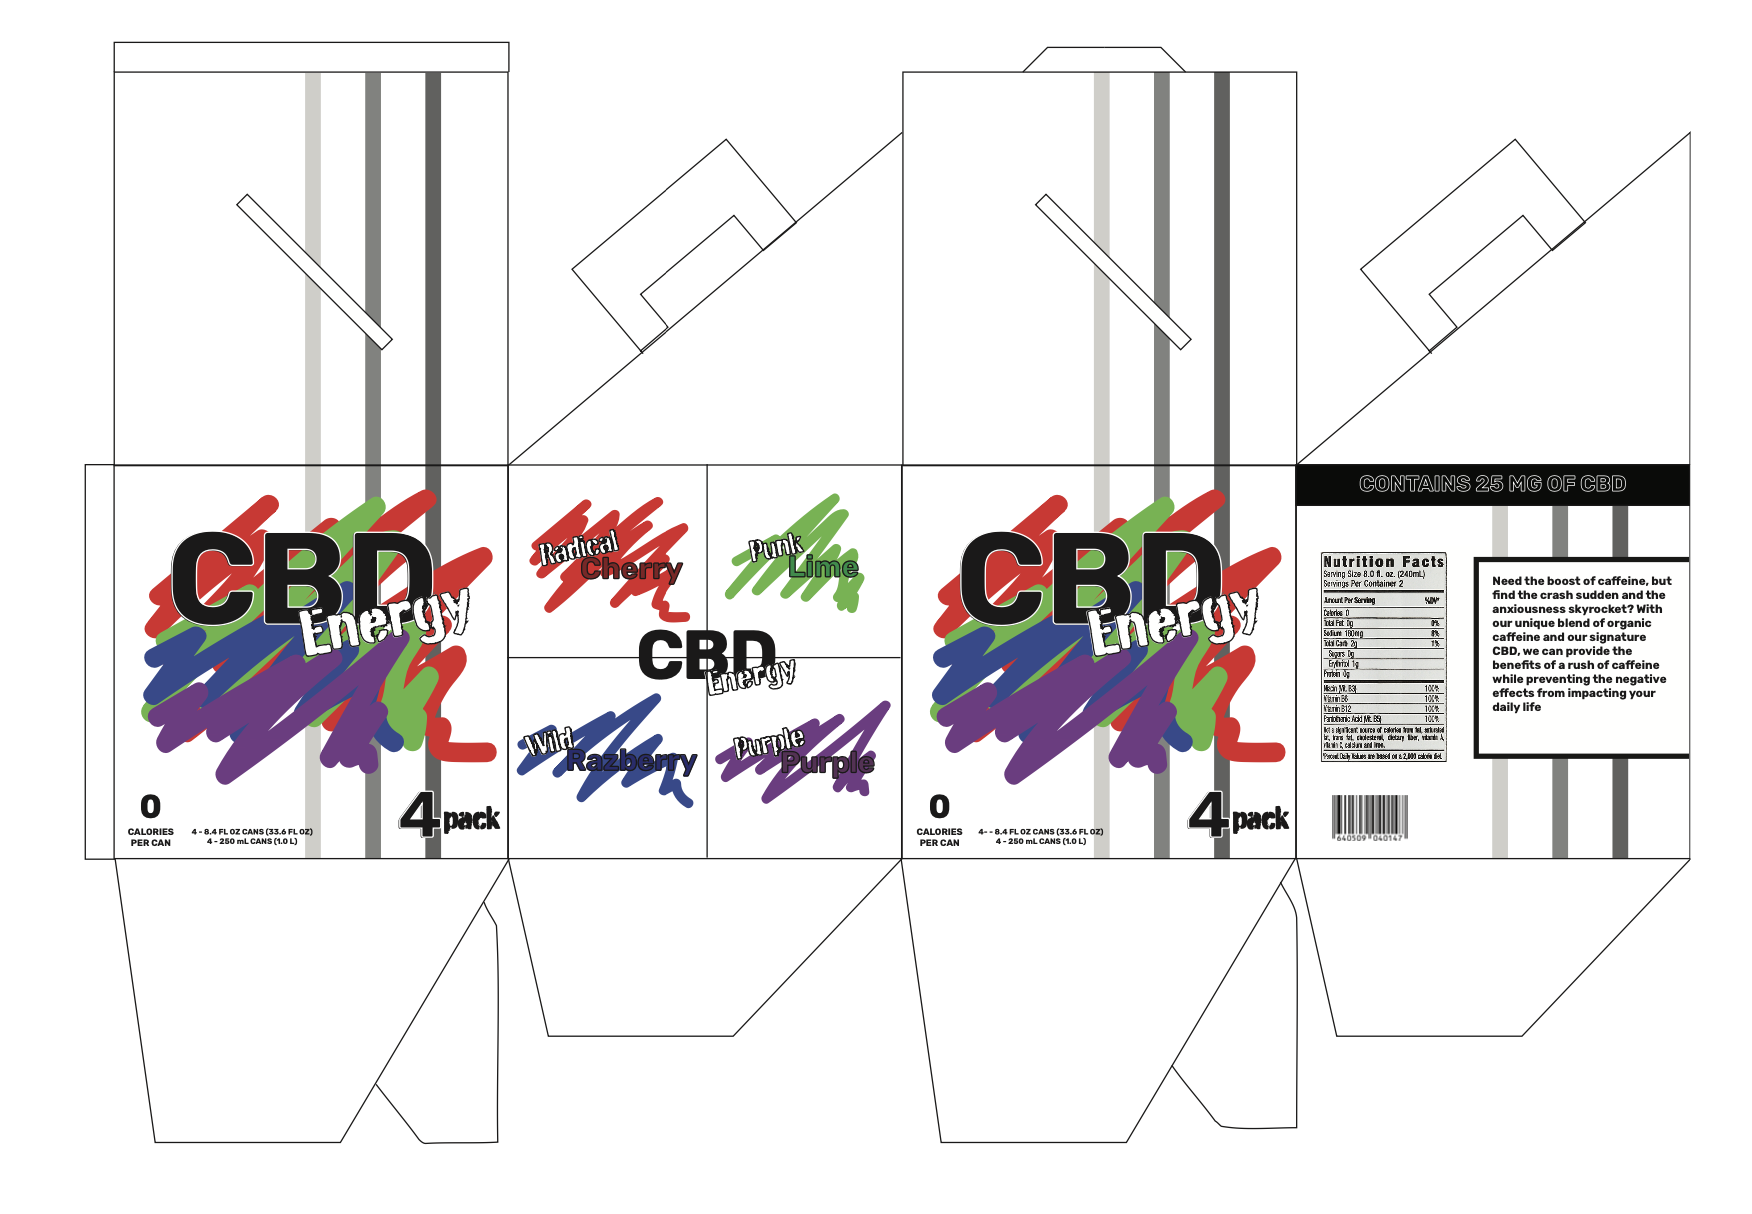 CBD
Energy
0
CALORIES
PER CAN
4 - 8.4 FL OZ CANS (33.6 FL OZ)
4 - 250 mL CANS (1.0 L)
4 pack
Radical
Cherry
Punk
Lime
CBD
Energy
Wild
Razberry
Purple
Purple
CBD
Energy
0
CALORIES
PER CAN
4- - 8.4 FL OZ CANS (33.6 FL OZ)
4 - 250 mL CANS (1.0 L)
4 pack
CONTAINS 25 MG OF CBD
Nutrition Facts
Serving Size 8.0 fl. oz. (240mL)
Servings Per Container 2
Amount Per Serving %DV*
Calories 0
Total Fat 0g 0%
Sodium 180mg 8%
Total Carb 2g 1%
Sugars 0g
Erythritol 1g
Protein 0g
Niacin (Vit. B3) 100%
Vitamin B6 100%
Vitamin B12 100%
Pantothenic Acid (Vit. B5) 100%
Not a significant source of calories from fat, saturated
fat, trans fat, cholesterol, dietary fiber, vitamin A,
vitamin C, calcium and iron.
*Percent Daily Values are based on a 2,000 calorie diet.
Need the boost of caffeine, but
find the crash sudden and the
anxiousness skyrocket? With
our unique blend of organic
caffeine and our signature
CBD, we can provide the
benefits of a rush of caffeine
while preventing the negative
effects from impacting your
daily life
640509 040147